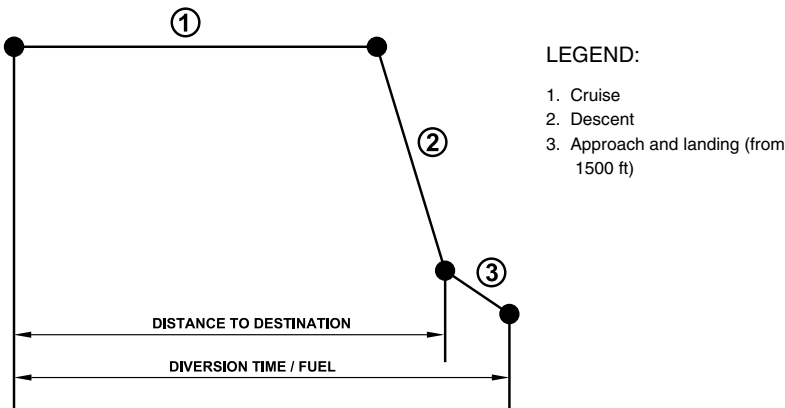 ①
②
③
DISTANCE TO DESTINATION
DIVERSION TIME / FUEL
LEGEND:
1. Cruise
2. Descent
3. Approach and landing (from
1500 ft)